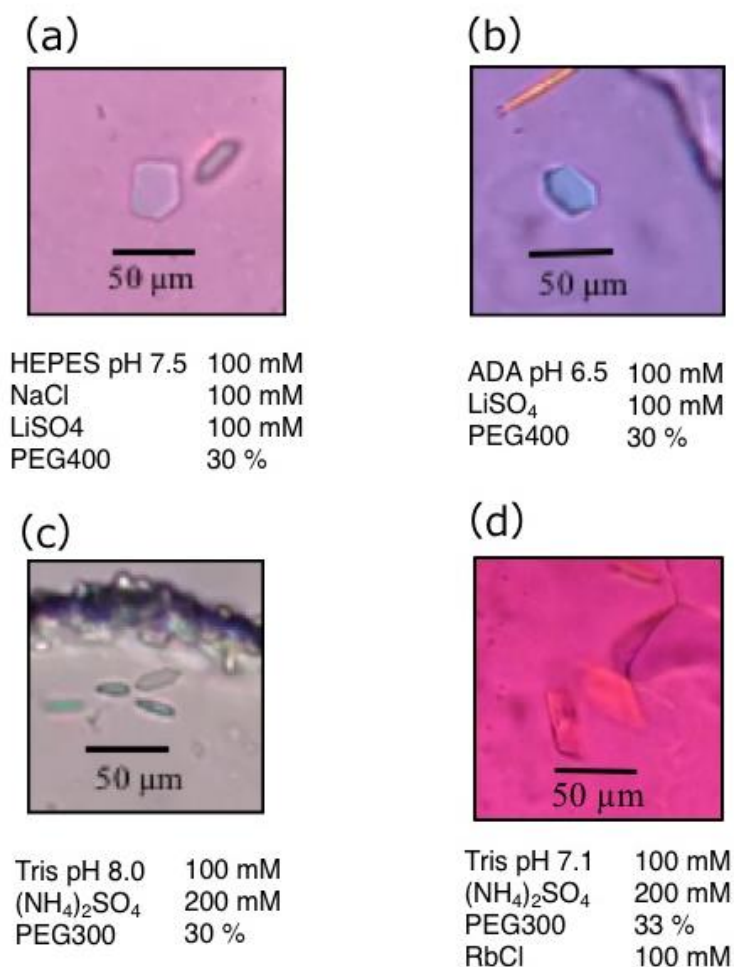 (a)
50 µm
HEPES pH 7.5 100 mM
NaCl 100 mM
LiSO4 100 mM
PEG400 30 %
(b)
50 µm
ADA pH 6.5 100 mM
LiSO₄ 100 mM
PEG400 30 %
(c)
50 µm
Tris pH 8.0 100 mM
(NH₄)₂SO₄ 200 mM
PEG300 30 %
(d)
50 µm
Tris pH 7.1 100 mM
(NH₄)₂SO₄ 200 mM
PEG300 33 %
RbCl 100 mM